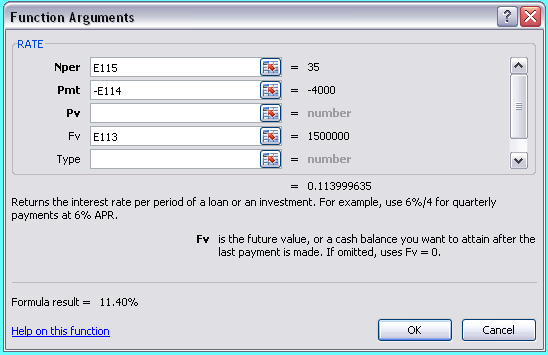 Function Arguments
RATE
Nper E115 = 35
Pmt -E114 = -4000
Pv = number
Fv E113 = 1500000
Type = number
= 0.113999635
Returns the interest rate per period of a loan or an investment. For example, use 6%/4 for quarterly
payments at 6% APR.
Fv is the future value, or a cash balance you want to attain after the
last payment is made. If omitted, uses Fv = 0.
Formula result = 11.40%
Help on this function
OK Cancel